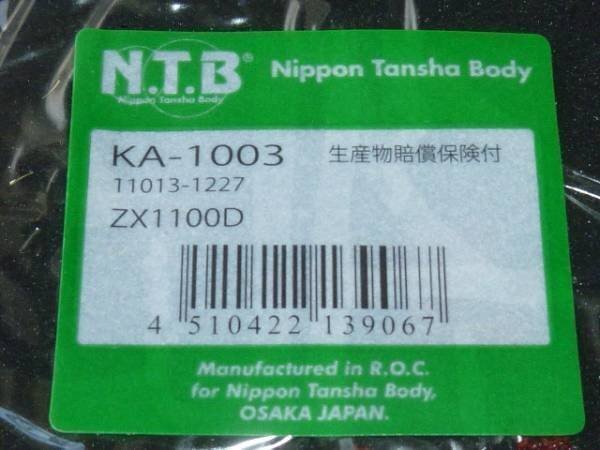 N.T.B® Nippon Tansha Body
Nippon Tansha Body
KA-1003 生産物賠償保険付
11013-1227
ZX1100D
4 510422 139067
Manufactured in R.O.C.
for Nippon Tansha Body,
OSAKA JAPAN.